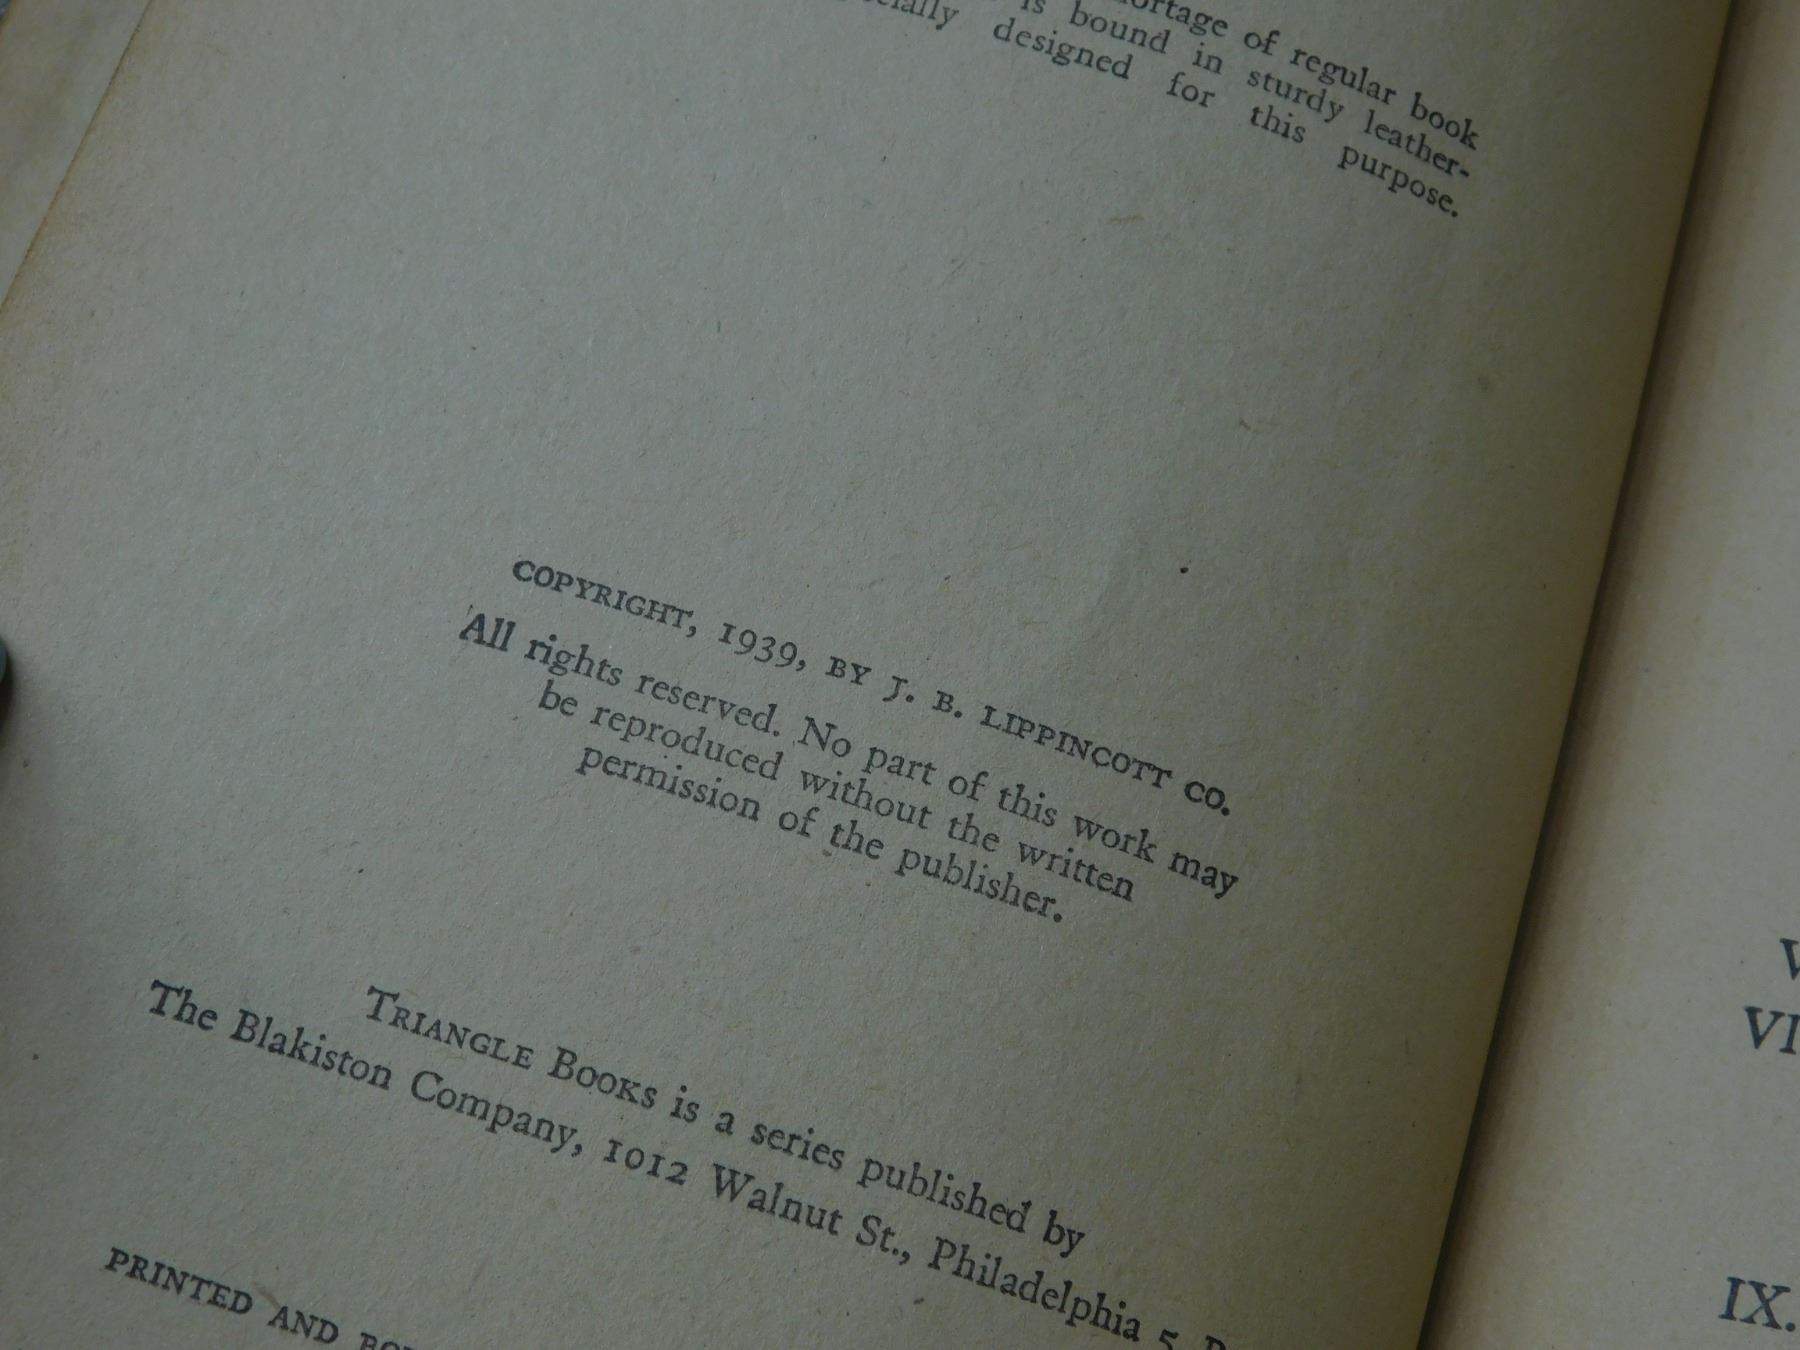 shortage of regular book
is bound in sturdy leather-
designed for this purpose.
COPYRIGHT, 1939, BY J. B. LIPPINCOTT CO.
All rights reserved. No part of this work may
be reproduced without the written
permission of the publisher.
TRIANGLE BOOKS is a series published by
The Blakiston Company, 1012 Walnut St., Philadelphia 5,
PRINTED AND
VI
IX.